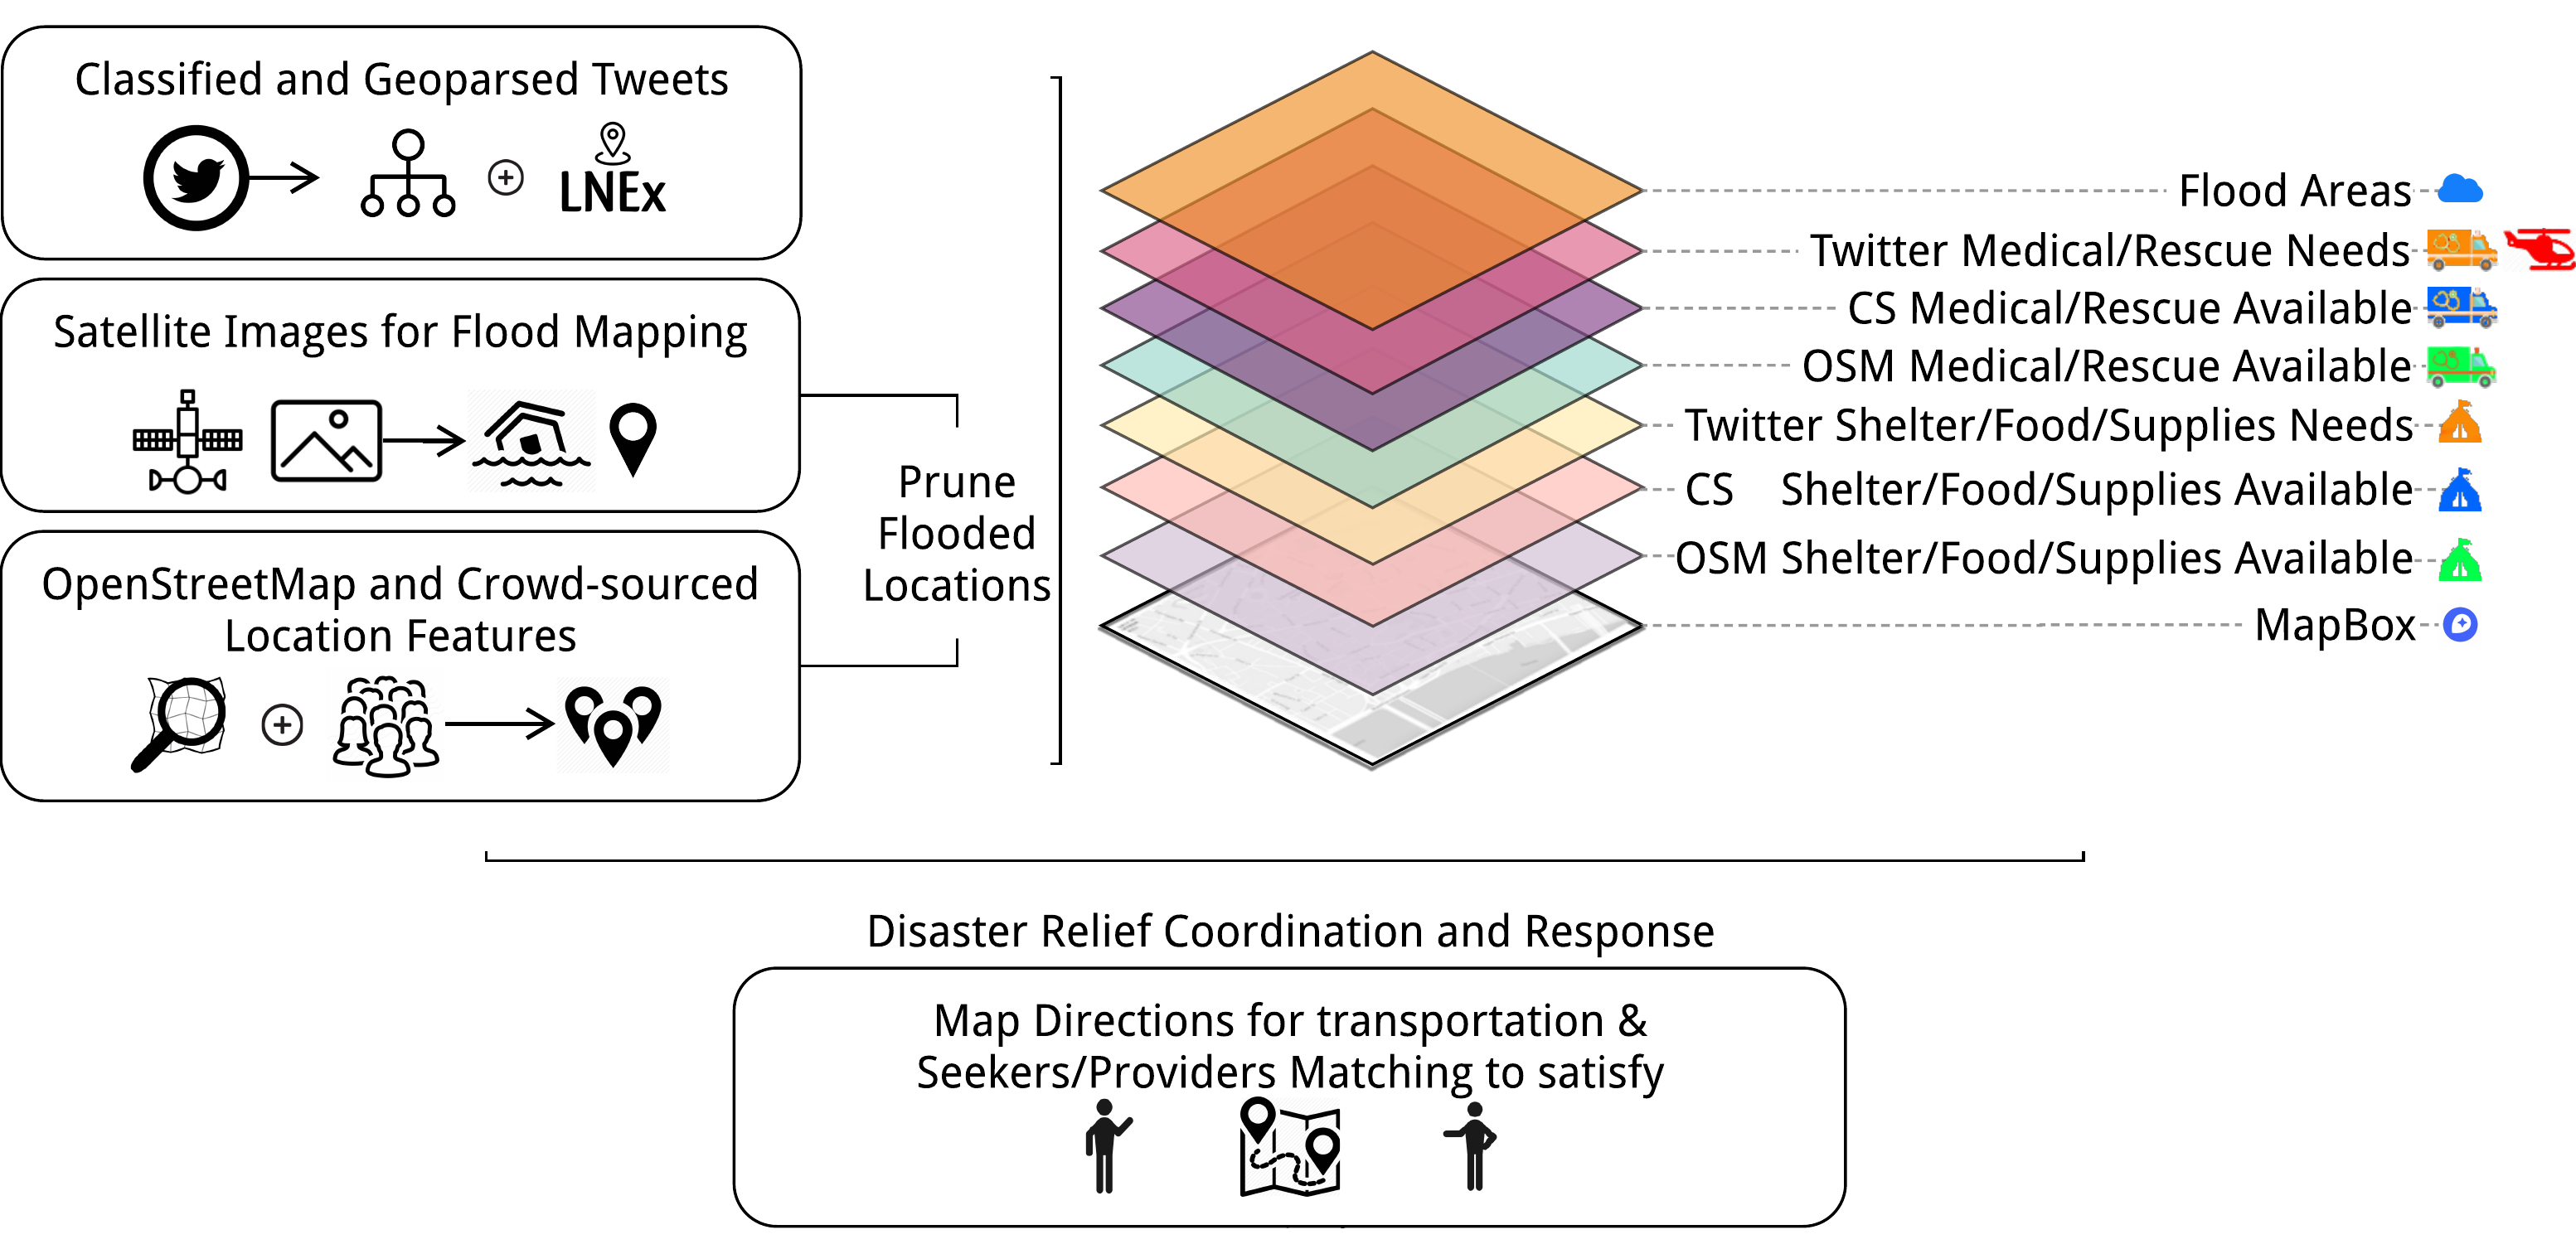 Classified and Geoparsed Tweets
LNEx
Satellite Images for Flood Mapping
OpenStreetMap and Crowd-sourced
Location Features
Prune
Flooded
Locations
Flood Areas
Twitter Medical/Rescue Needs
CS Medical/Rescue Available
OSM Medical/Rescue Available
Twitter Shelter/Food/Supplies Needs
CS Shelter/Food/Supplies Available
OSM Shelter/Food/Supplies Available
MapBox
Disaster Relief Coordination and Response
Map Directions for transportation &
Seekers/Providers Matching to satisfy